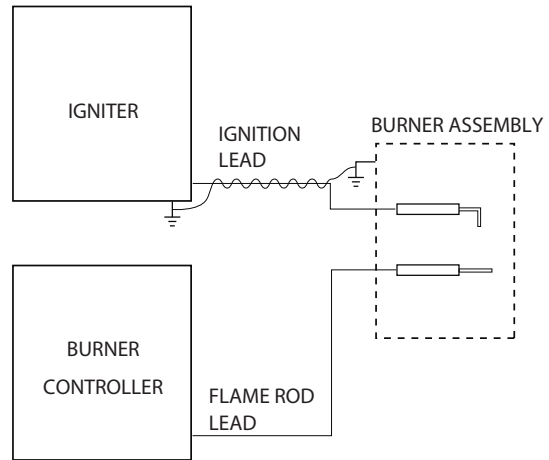 IGNITER
IGNITION
LEAD
BURNER ASSEMBLY
BURNER
CONTROLLER
FLAME ROD
LEAD